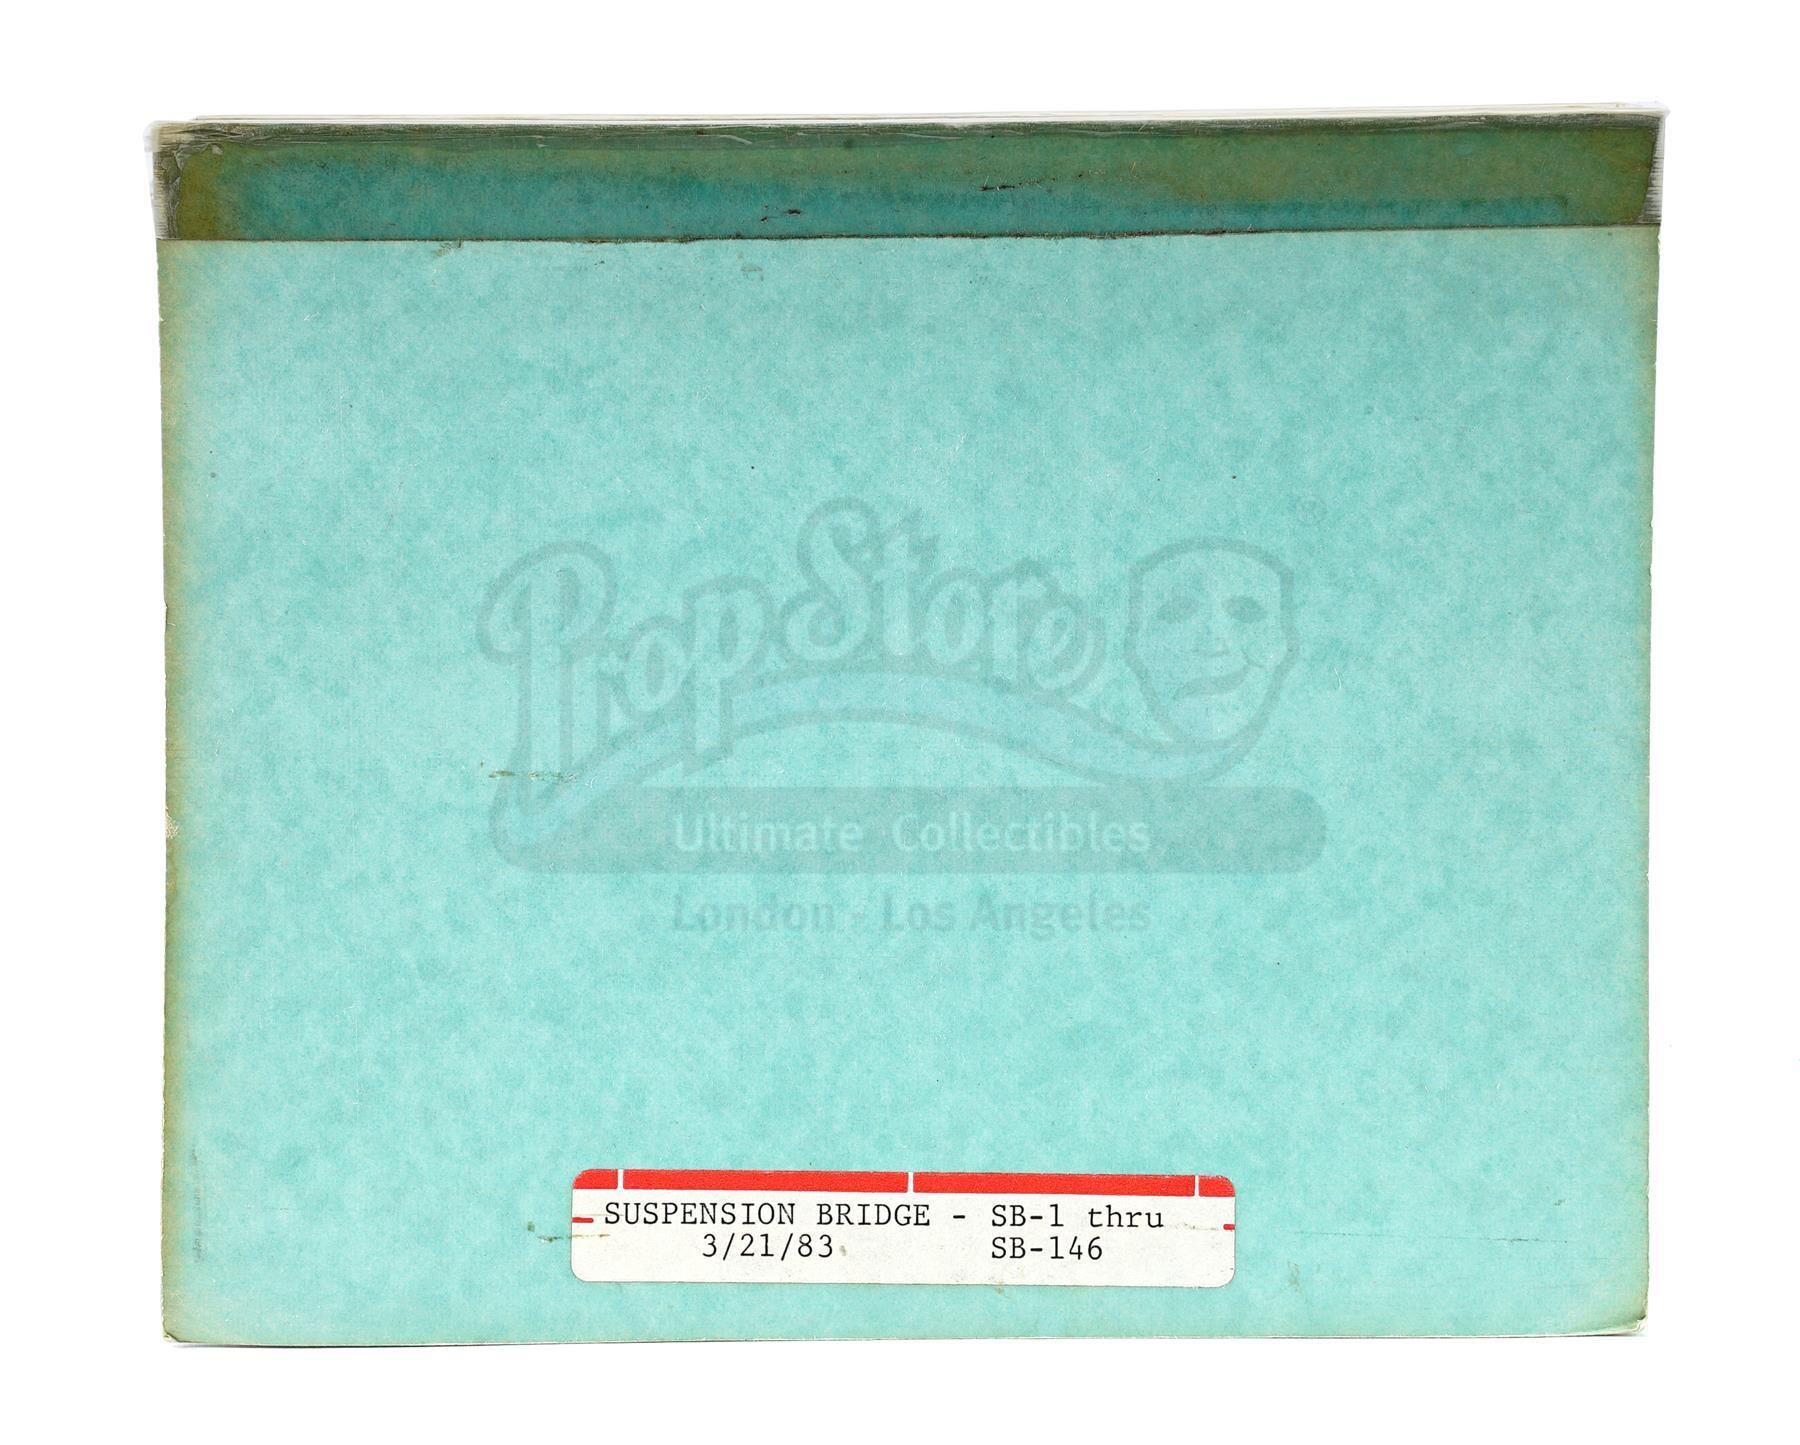 PropStore
®
Ultimate Collectibles
London - Los Angeles
SUSPENSION BRIDGE - SB-1 thru
3/21/83 SB-146